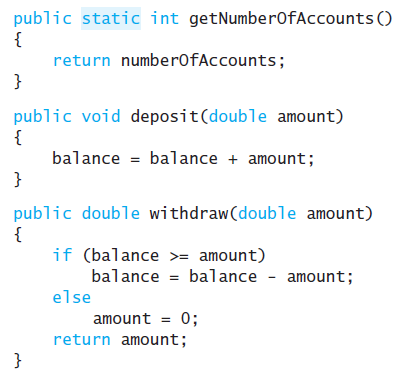 public static int getNumberOfAccounts()
{
    return numberOfAccounts;
}
public void deposit(double amount)
{
    balance = balance + amount;
}
public double withdraw(double amount)
{
    if (balance >= amount)
        balance = balance - amount;
    else
        amount = 0;
    return amount;
}